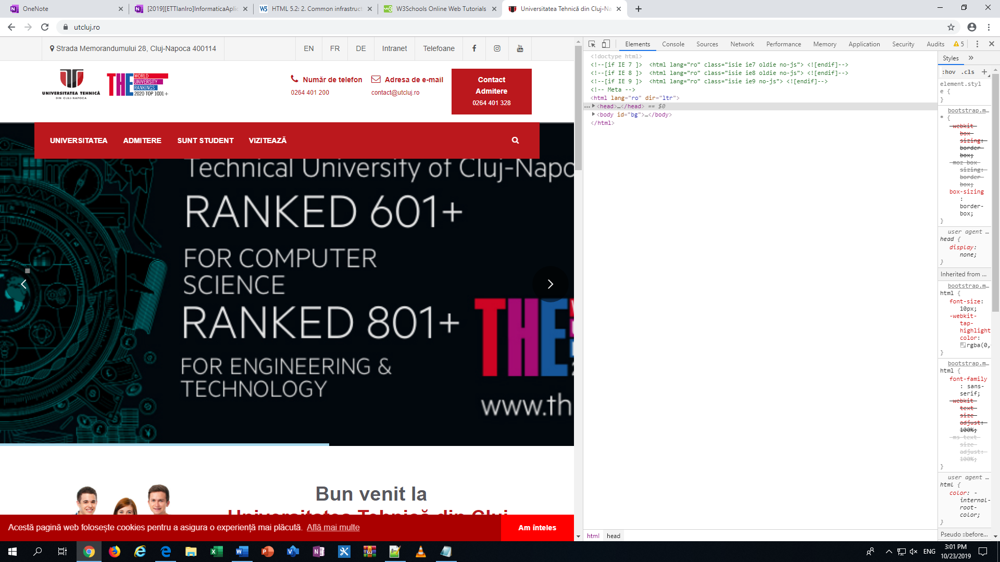 OneNote
[2019][ETTIanIro]InformaticaAplic
HTML 5.2: 2. Common infrastruct
W3Schools Online Web Tutorials
Universitatea Tehnică din Cluj-Na
utcluj.ro
Strada Memorandumului 28, Cluj-Napoca 400114
EN
FR
DE
Intranet
Telefoane
UNIVERSITATEA TEHNICĂ
DIN CLUJ-NAPOCA
THE WORLD
UNIVERSITY
RANKINGS
2020 TOP 1001+
Număr de telefon
0264 401 200
Adresa de e-mail
contact@utcluj.ro
Contact
Admitere
0264 401 328
UNIVERSITATEA
ADMITERE
SUNT STUDENT
VIZITEAZĂ
Technical University of Cluj-Napo
RANKED 601+
FOR COMPUTER
SCIENCE
RANKED 801+
FOR ENGINEERING &
TECHNOLOGY
THE
www.th
Bun venit la
Universitatea Tehnică din Cluj
Acestă pagină web folosește cookies pentru a asigura o experiență mai plăcută. Află mai multe
Am înteles
Elements
Console
Sources
Network
Performance
Memory
Application
Security
Audits
5
<!doctype html>
<!--[if IE 7 ]>  <html lang="ro" class="isie ie7 oldie no-js"> <![endif]-->
<!--[if IE 8 ]>  <html lang="ro" class="isie ie8 oldie no-js"> <![endif]-->
<!--[if IE 9 ]>  <html lang="ro" class="isie ie9 no-js"> <![endif]-->
<!-- Meta -->
<html lang="ro" dir="ltr">
<head>…</head> == $0
<body id="bg">…</body>
</html>
html
head
Styles
:hov .cls +
element.styl
e {
}
bootstrap.m…
* {
-webkit-
box-
sizing:
border-
box;
-moz-box-
sizing:
border-
box;
box-sizing
:
border-
box;
}
user agent …
head {
display:
none;
}
Inherited from …
bootstrap.m…
html {
font-size:
10px;
-webkit-
tap-
highlight
color:
rgba(0,
}
bootstrap.m…
html {
font-family
: sans-
serif;
-webkit-
text-
size-
adjust:
100%;
-ms-text-
size-
adjust:
100%;
}
user agent …
html {
color: -
internal-
root-
color;
}
Pseudo ::before…
ENG
3:01 PM
10/23/2019